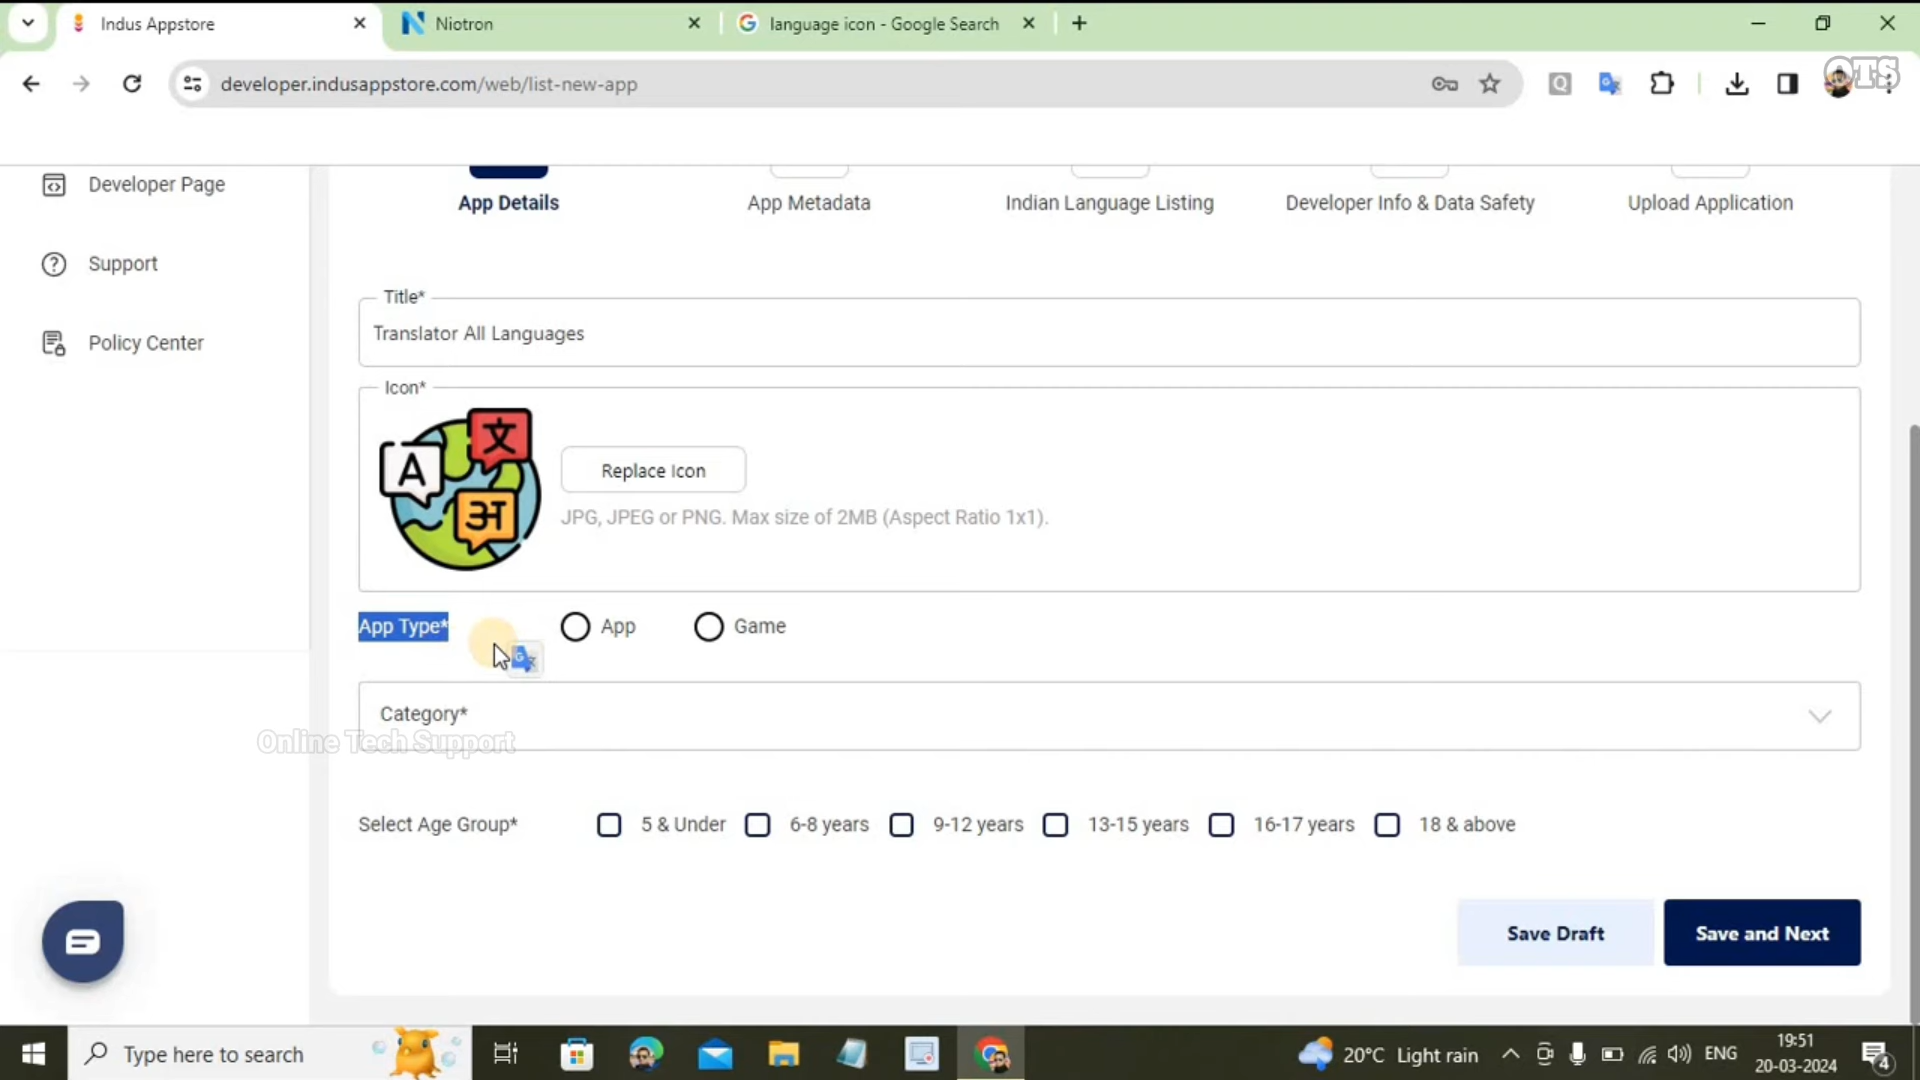 Indus Appstore
Niotron
language icon - Google Search
developer.indusappstore.com/web/list-new-app
OTS
Developer Page
Support
Policy Center
App Details
App Metadata
Indian Language Listing
Developer Info & Data Safety
Upload Application
Title*
Translator All Languages
Icon*
文
A
अ
Replace Icon
JPG, JPEG or PNG. Max size of 2MB (Aspect Ratio 1x1).
App Type*
App
Game
Category*
Online Tech Support
Select Age Group*
5 & Under
6-8 years
9-12 years
13-15 years
16-17 years
18 & above
Save Draft
Save and Next
Type here to search
20°C Light rain
ENG
19:51
20-03-2024
4